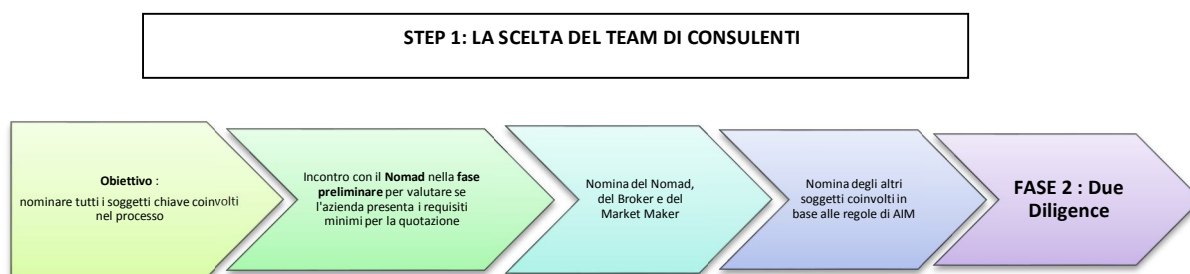 STEP 1: LA SCELTA DEL TEAM DI CONSULENTI
Obiettivo :
nominare tutti i soggetti chiave coinvolti
nel processo
Incontro con il Nomad nella fase
preliminare per valutare se
l'azienda presenta i requisiti
minimi per la quotazione
Nomina del Nomad,
del Broker e del
Market Maker
Nomina degli altri
soggetti coinvolti in
base alle regole di AIM
FASE 2 : Due
Diligence